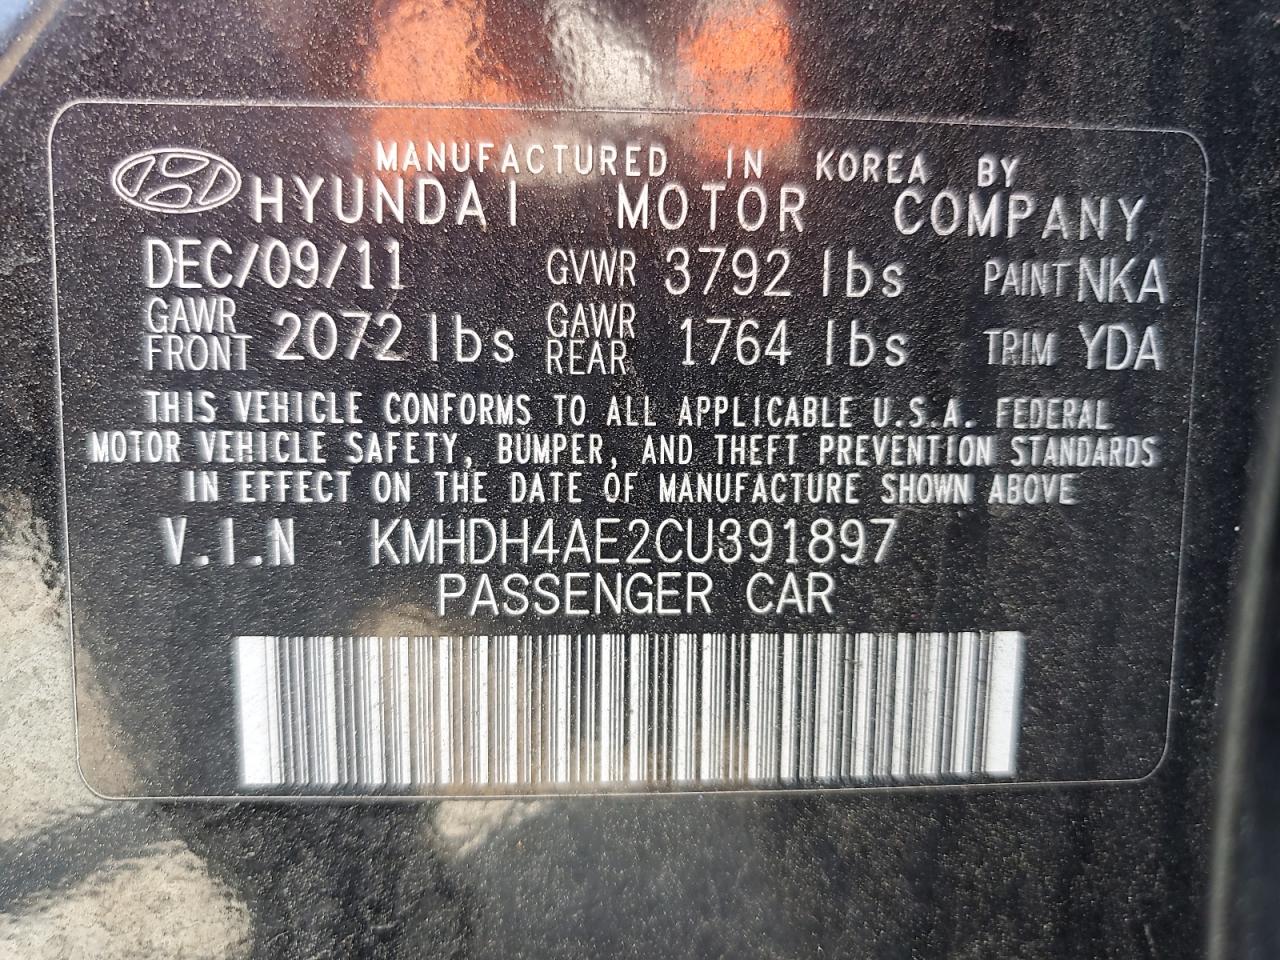 MANUFACTURED IN KOREA BY
HYUNDAI MOTOR COMPANY
DEC/09/11 GVWR 3792 lbs PAINT NKA
GAWR FRONT 2072 lbs GAWR REAR 1764 lbs TRIM YDA
THIS VEHICLE CONFORMS TO ALL APPLICABLE U.S.A. FEDERAL
MOTOR VEHICLE SAFETY, BUMPER, AND THEFT PREVENTION STANDARDS
IN EFFECT ON THE DATE OF MANUFACTURE SHOWN ABOVE
V.I.N KMHDH4AE2CU391897
PASSENGER CAR